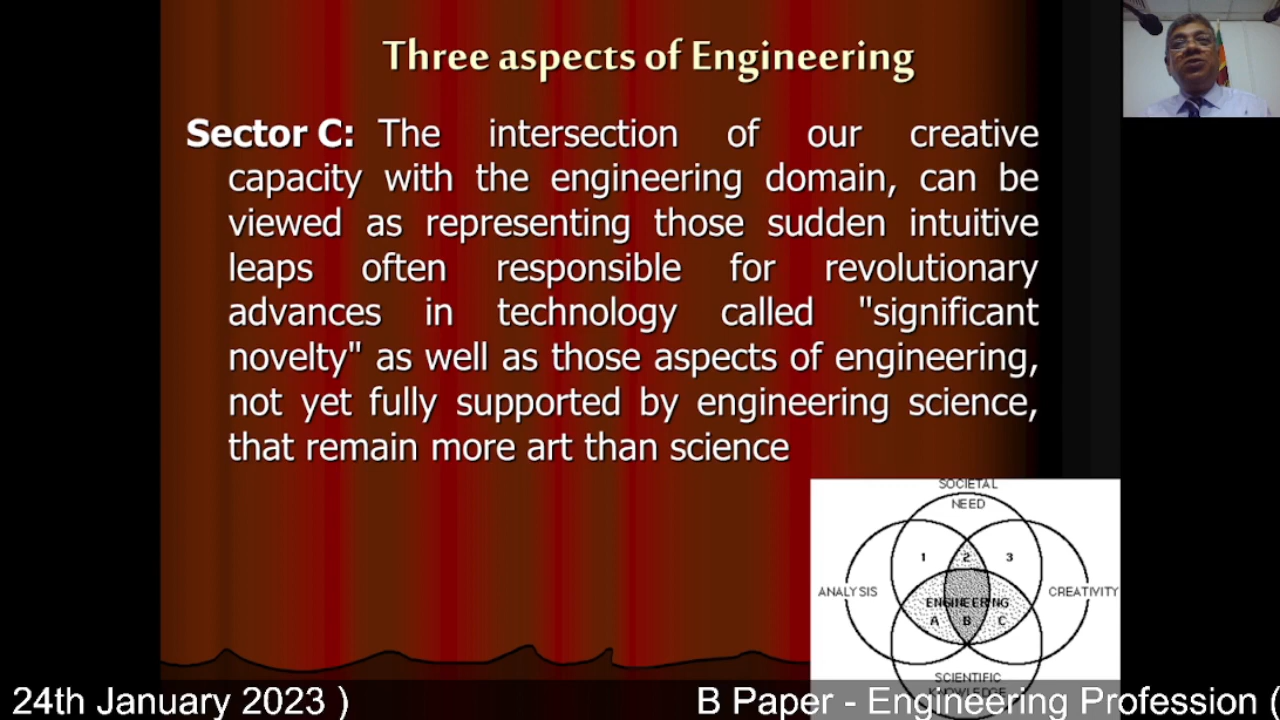 Three aspects of Engineering
Sector C: The intersection of our creative
capacity with the engineering domain, can be
viewed as representing those sudden intuitive
leaps often responsible for revolutionary
advances in technology called "significant
novelty" as well as those aspects of engineering,
not yet fully supported by engineering science,
that remain more art than science
SOCIETAL
NEED
1 2 3
ANALYSIS
CREATIVITY
ENGINEERING
A B C
SCIENTIFIC
KNOWLEDGE
24th January 2023 )
B Paper - Engineering Profession (